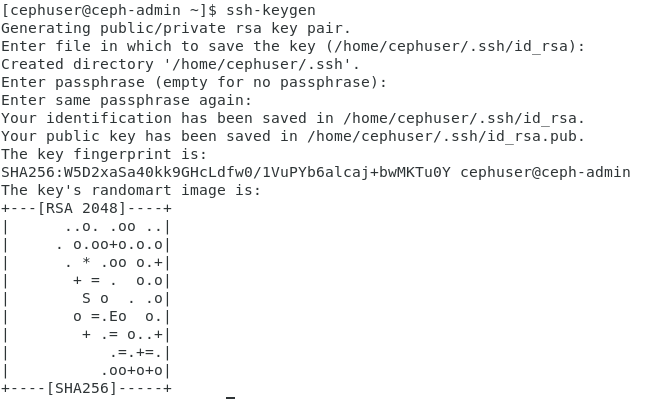 [cephuser@ceph-admin ~]$ ssh-keygen
Generating public/private rsa key pair.
Enter file in which to save the key (/home/cephuser/.ssh/id_rsa):
Created directory '/home/cephuser/.ssh'.
Enter passphrase (empty for no passphrase):
Enter same passphrase again:
Your identification has been saved in /home/cephuser/.ssh/id_rsa.
Your public key has been saved in /home/cephuser/.ssh/id_rsa.pub.
The key fingerprint is:
SHA256:W5D2xaSa40kk9GHcLdfw0/1VuPYb6alcaj+bwMKTu0Y cephuser@ceph-admin
The key's randomart image is:
+---[RSA 2048]----+
|      ..o. .oo ..|
|     . o.oo+o.o.o|
|      . * .oo o.+|
|       + = .  o.o|
|        S o  . .o|
|       o =.Eo  o.|
|        + .= o..+|
|           .=.+=.|
|          .oo+o+o|
+----[SHA256]-----+